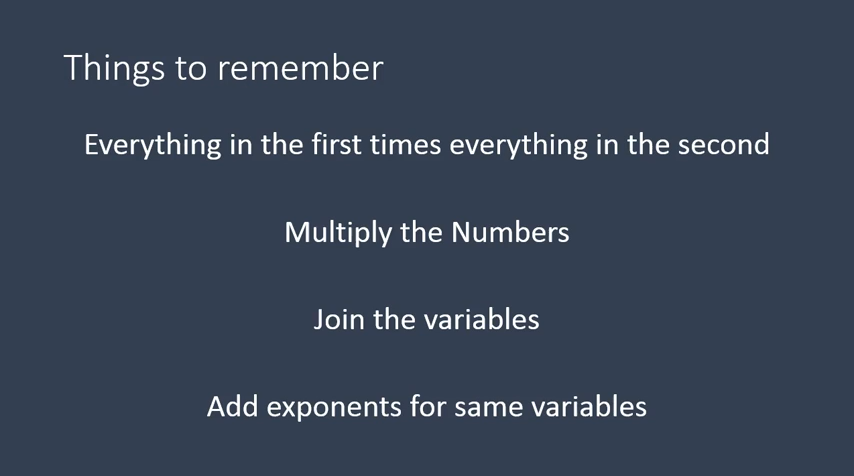 Things to remember
Everything in the first times everything in the second
Multiply the Numbers
Join the variables
Add exponents for same variables